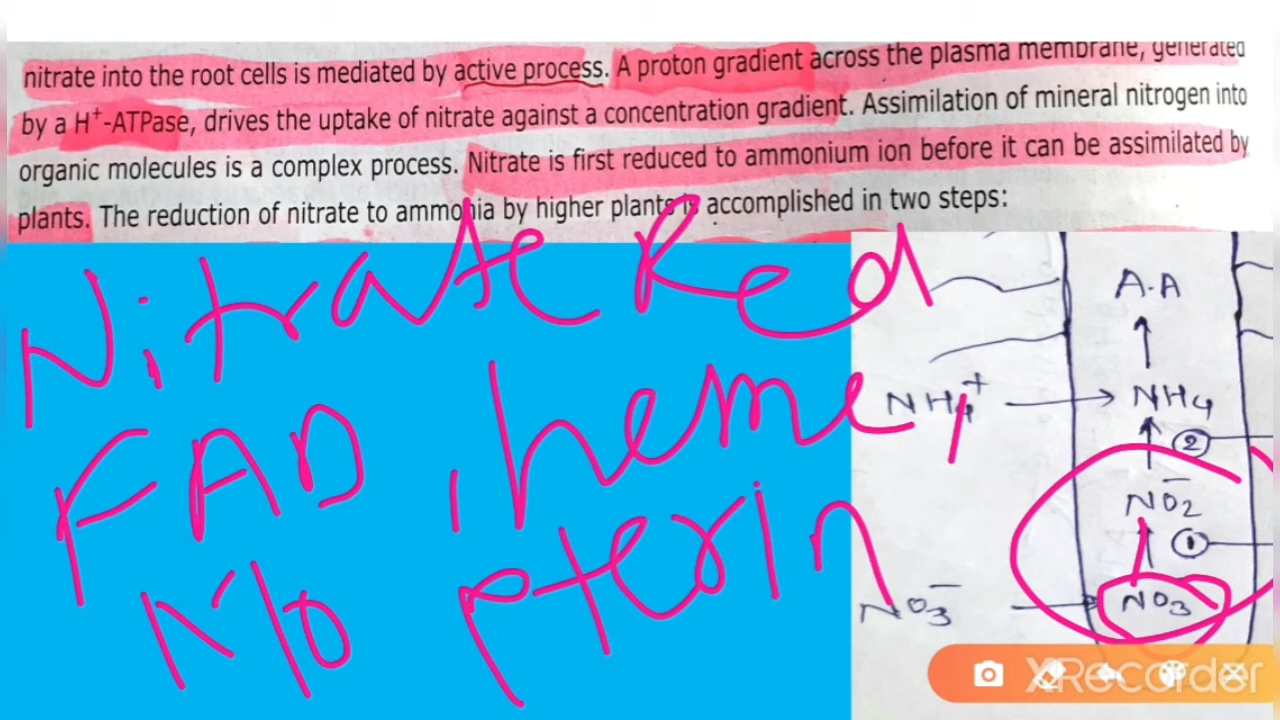 nitrate into the root cells is mediated by active process. A proton gradient across the plasma membrane, generated
by a H⁺-ATPase, drives the uptake of nitrate against a concentration gradient. Assimilation of mineral nitrogen into
organic molecules is a complex process. Nitrate is first reduced to ammonium ion before it can be assimilated by
plants. The reduction of nitrate to ammonia by higher plants is accomplished in two steps:
Nitrate Red
FAD, heme,
Mo pterin
A.A
NH4⁺ NH4
②
NO2⁻
①
NO3⁻ NO3
XRecorder